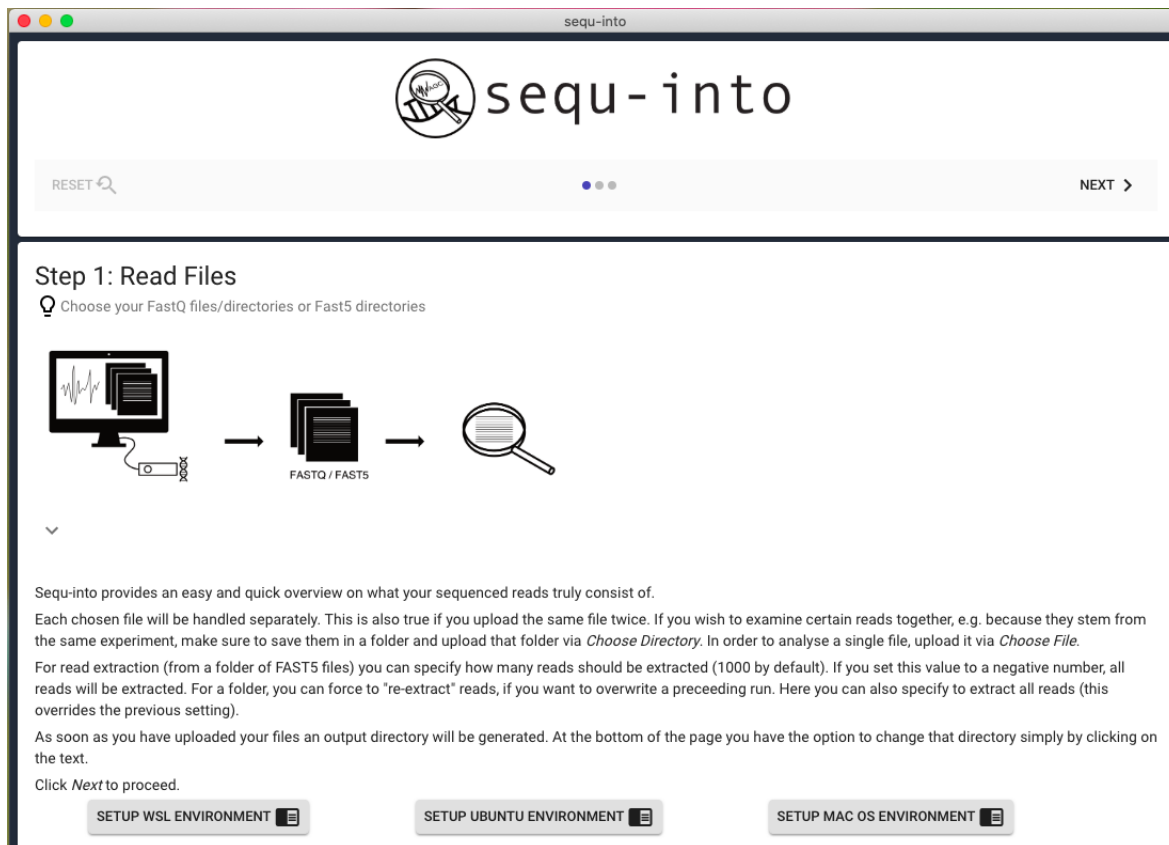 sequ-into
AGC
sequ-into
RESET
NEXT
Step 1: Read Files
Choose your FastQ files/directories or Fast5 directories
FASTQ / FAST5
Sequ-into provides an easy and quick overview on what your sequenced reads truly consist of.
Each chosen file will be handled separately. This is also true if you upload the same file twice. If you wish to examine certain reads together, e.g. because they stem from
the same experiment, make sure to save them in a folder and upload that folder via Choose Directory. In order to analyse a single file, upload it via Choose File.
For read extraction (from a folder of FAST5 files) you can specify how many reads should be extracted (1000 by default). If you set this value to a negative number, all
reads will be extracted. For a folder, you can force to "re-extract" reads, if you want to overwrite a preceeding run. Here you can also specify to extract all reads (this
overrides the previous setting).
As soon as you have uploaded your files an output directory will be generated. At the bottom of the page you have the option to change that directory simply by clicking on
the text.
Click Next to proceed.
SETUP WSL ENVIRONMENT
SETUP UBUNTU ENVIRONMENT
SETUP MAC OS ENVIRONMENT